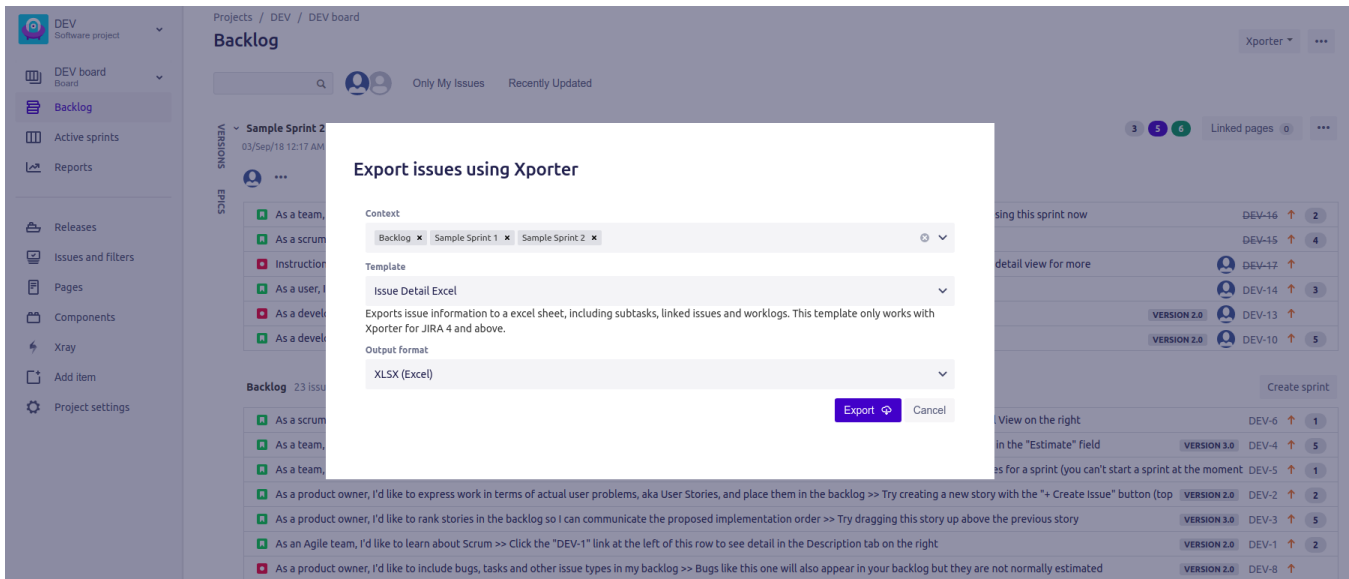 DEV
Software project
Projects / DEV / DEV board
Backlog
Xporter
DEV board
Board
Only My Issues Recently Updated
Backlog
Active sprints
Reports
Releases
Issues and filters
Pages
Components
Xray
Add item
Project settings
VERSIONS
EPICS
Sample Sprint 2
3 5 6 Linked pages 0
03/Sep/18 12:17 AM
As a team, sing this sprint now DEV-16 2
As a scrum DEV-15 4
Instruction detail view for more DEV-17
As a user, DEV-14 3
As a devel VERSION 2.0 DEV-13
As a devel VERSION 2.0 DEV-10 5
Export issues using Xporter
Context
Backlog × Sample Sprint 1 × Sample Sprint 2 ×
Template
Issue Detail Excel
Exports issue information to a excel sheet, including subtasks, linked issues and worklogs. This template only works with
Xporter for JIRA 4 and above.
Output format
XLSX (Excel)
Export Cancel
Backlog 23 issu Create sprint
As a scrum View on the right DEV-6 1
As a team, in the "Estimate" field VERSION 3.0 DEV-4 5
As a team, es for a sprint (you can't start a sprint at the moment DEV-5 1
As a product owner, I'd like to express work in terms of actual user problems, aka User Stories, and place them in the backlog >> Try creating a new story with the "+ Create Issue" button (top VERSION 2.0 DEV-2 2
As a product owner, I'd like to rank stories in the backlog so I can communicate the proposed implementation order >> Try dragging this story up above the previous story VERSION 3.0 DEV-3 5
As an Agile team, I'd like to learn about Scrum >> Click the "DEV-1" link at the left of this row to see detail in the Description tab on the right VERSION 2.0 DEV-1 2
As a product owner, I'd like to include bugs, tasks and other issue types in my backlog >> Bugs like this one will also appear in your backlog but they are not normally estimated VERSION 2.0 DEV-8